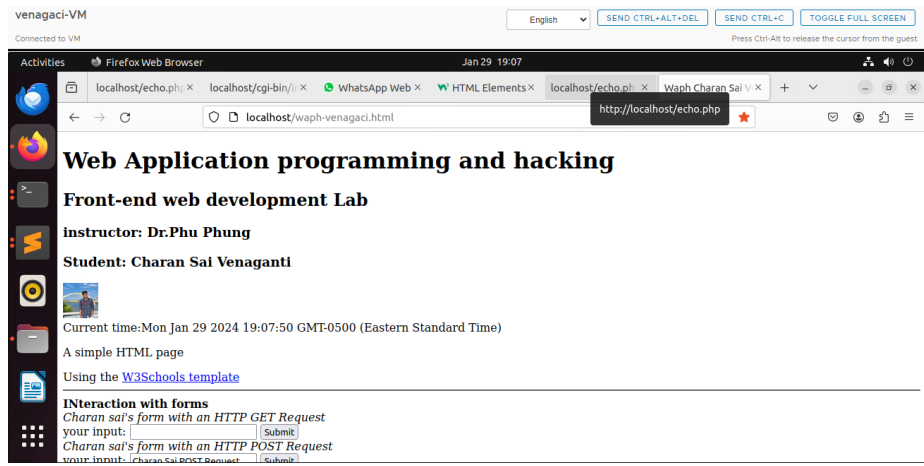 venagaci-VM
English
SEND CTRL+ALT+DEL
SEND CTRL+C
TOGGLE FULL SCREEN
Connected to VM
Press Ctrl-Alt to release the cursor from the guest.
Activities
Firefox Web Browser
Jan 29 19:07
localhost/echo.php
localhost/cgi-bin/i
WhatsApp Web
HTML Elements
localhost/echo.ph
Waph Charan Sai V
localhost/waph-venagaci.html
http://localhost/echo.php
Web Application programming and hacking
Front-end web development Lab
instructor: Dr.Phu Phung
Student: Charan Sai Venaganti
Current time:Mon Jan 29 2024 19:07:50 GMT-0500 (Eastern Standard Time)
A simple HTML page
Using the W3Schools template
INteraction with forms
Charan sai's form with an HTTP GET Request
your input: Submit
Charan Sai's form with an HTTP POST Request
your input: Charan Sai POST Request Submit